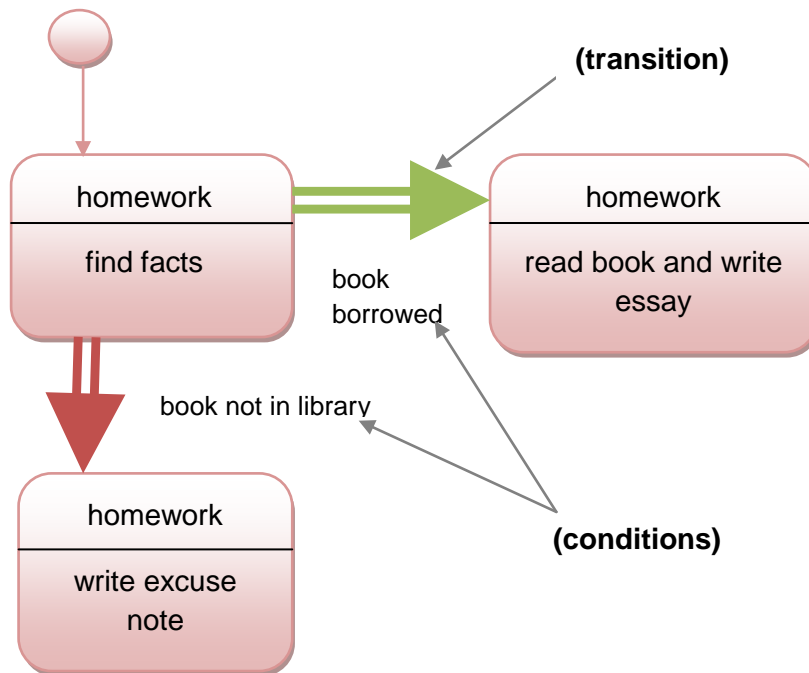 (transition)
homework
find facts
homework
read book and write
essay
book
borrowed
book not in library
homework
write excuse
note
(conditions)